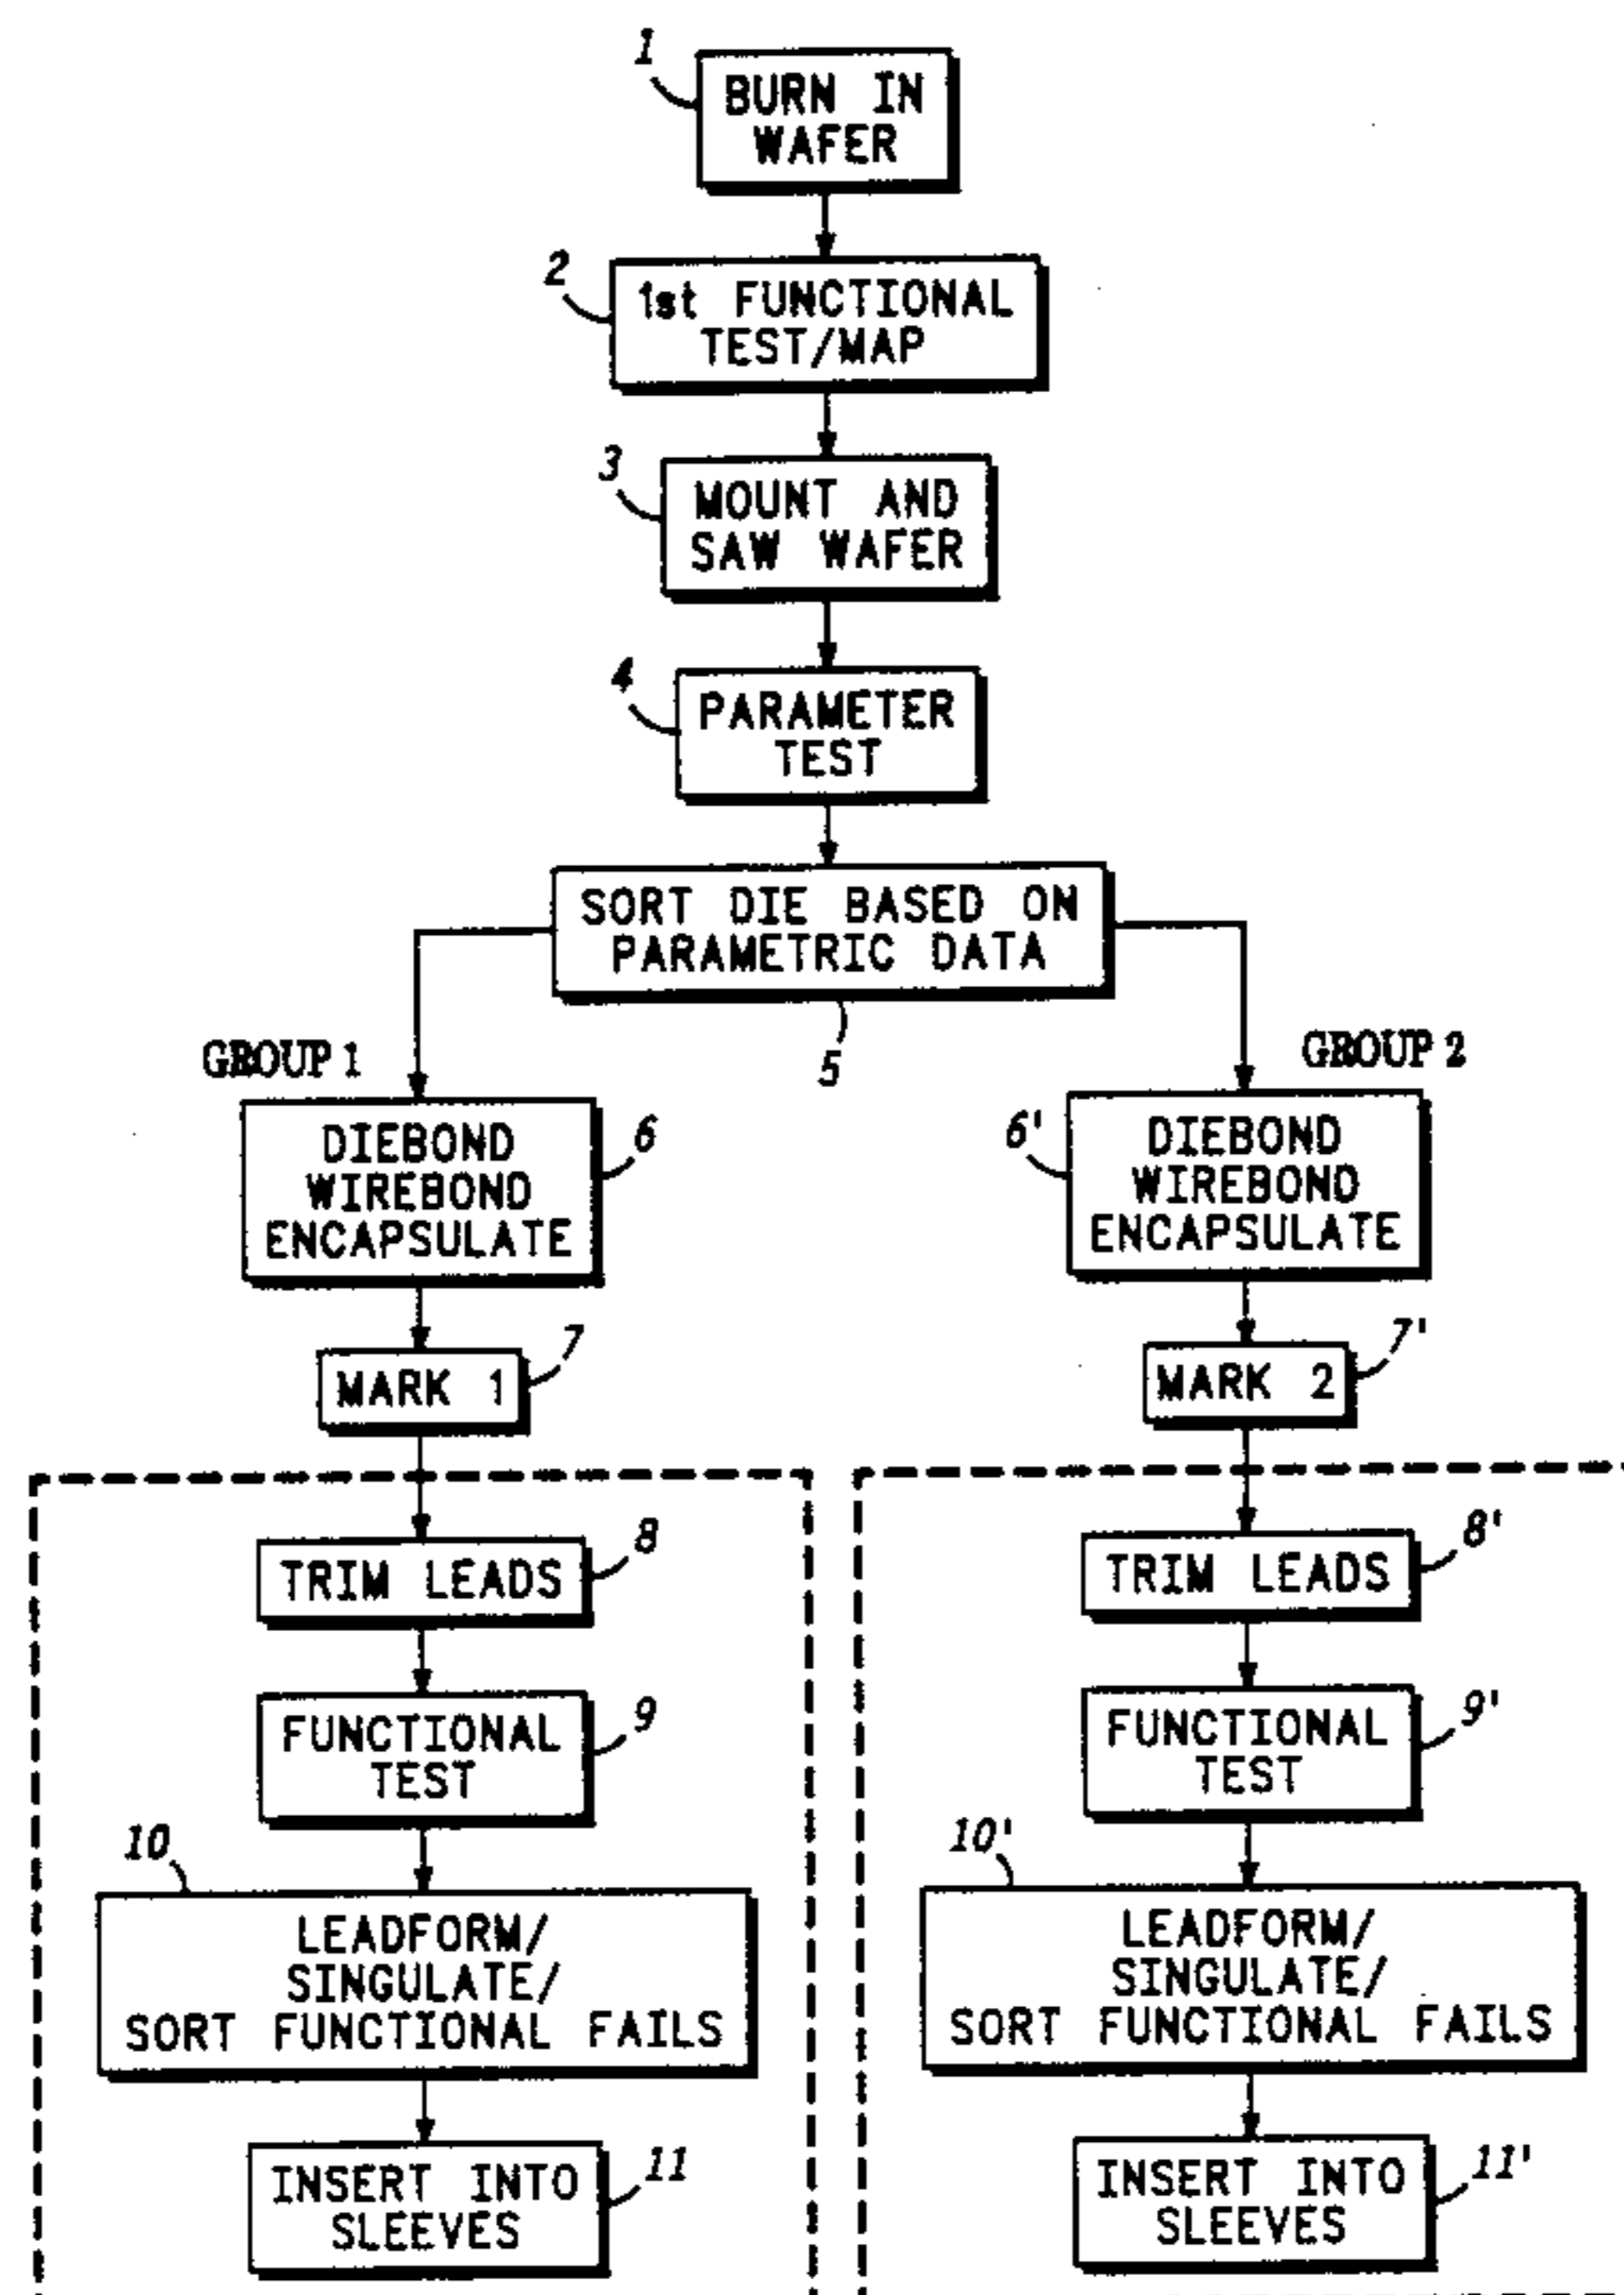 1
BURN IN
WAFER
2
1st FUNCTIONAL
TEST/MAP
3
MOUNT AND
SAW WAFER
4
PARAMETER
TEST
SORT DIE BASED ON
PARAMETRIC DATA
5
GROUP 1
DIEBOND
WIREBOND
ENCAPSULATE
6
MARK 1
7
TRIM LEADS
8
FUNCTIONAL
TEST
9
10
LEADFORM/
SINGULATE/
SORT FUNCTIONAL FAILS
INSERT INTO
SLEEVES
11
GROUP 2
6'
DIEBOND
WIREBOND
ENCAPSULATE
MARK 2
7'
TRIM LEADS
8'
FUNCTIONAL
TEST
9'
10'
LEADFORM/
SINGULATE/
SORT FUNCTIONAL FAILS
INSERT INTO
SLEEVES
11'